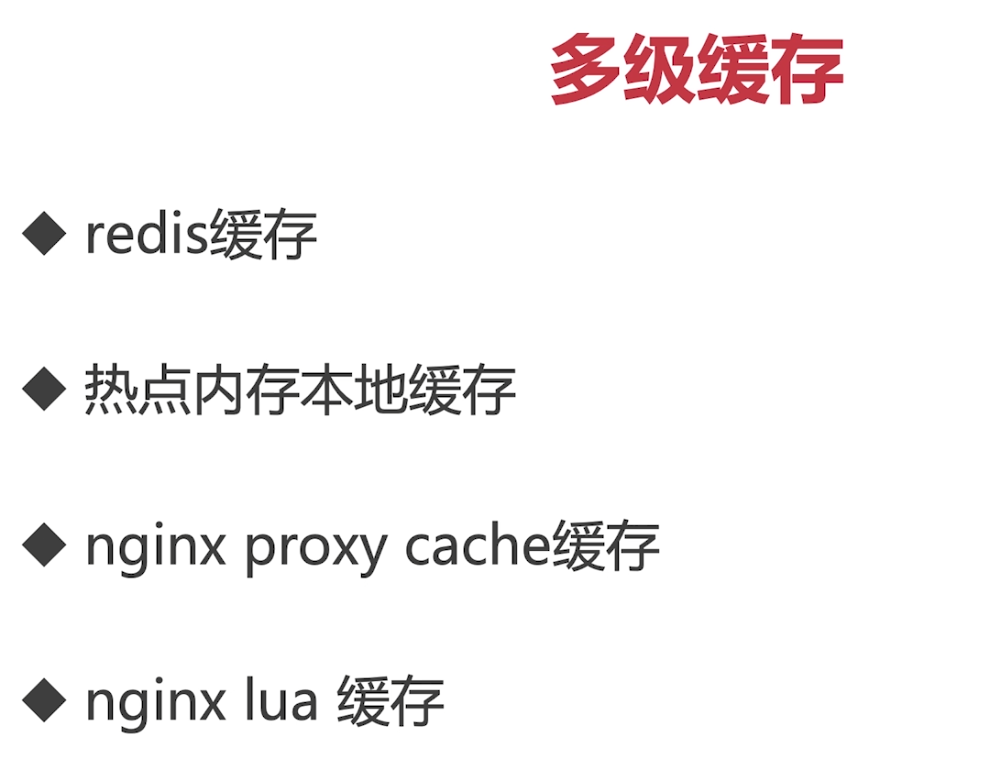 多级缓存
◆ redis缓存
◆ 热点内存本地缓存
◆ nginx proxy cache缓存
◆ nginx lua 缓存